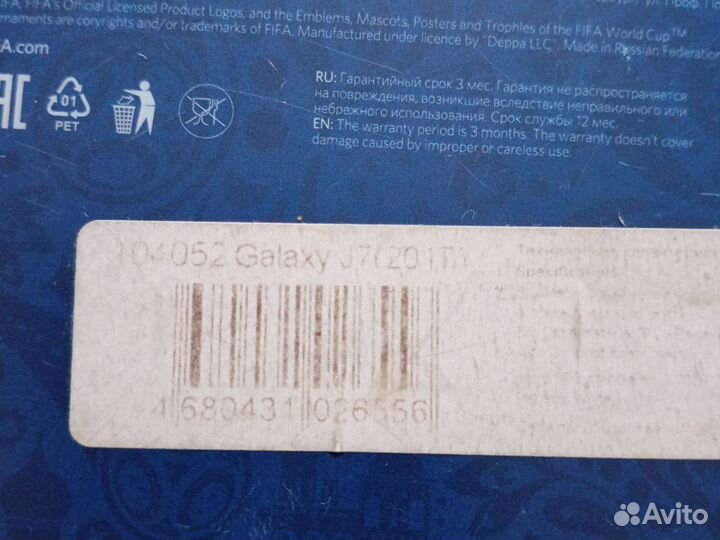 FA, FIFA's Official Licensed Product Logos, and the Emblems, Mascots, Posters and Trophies of the FIFA World Cup™
rnaments are copyrights and/or trademarks of FIFA. Manufactured under licence by "Deppa LLC". Made in Russian Federation
A.com
01
PET
RU: Гарантийный срок 3 мес. Гарантия не распространяется
на повреждения, возникшие вследствие неправильного или
небрежного использования. Срок службы 12 мес.
EN: The warranty period is 3 months. The warranty doesn't cover
damage caused by improper or careless use.
104052 Galaxy J7(2017)
Specifications
4 680431 026556
Avito